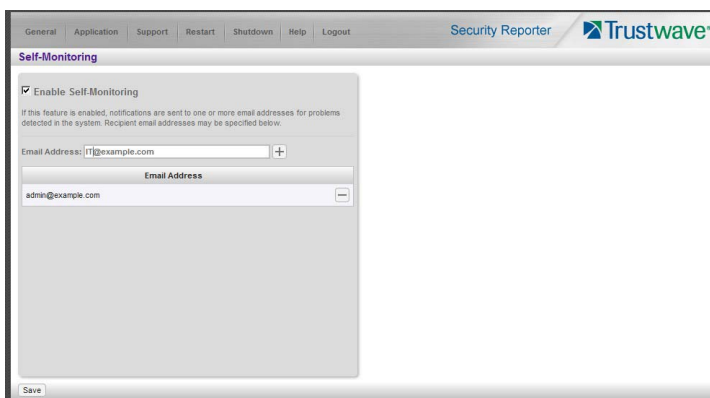 General Application Support Restart Shutdown Help Logout Security Reporter Trustwave®
Self-Monitoring
Enable Self-Monitoring
If this feature is enabled, notifications are sent to one or more email addresses for problems
detected in the system. Recipient email addresses may be specified below.
Email Address: IT@example.com +
Email Address
admin@example.com −
Save